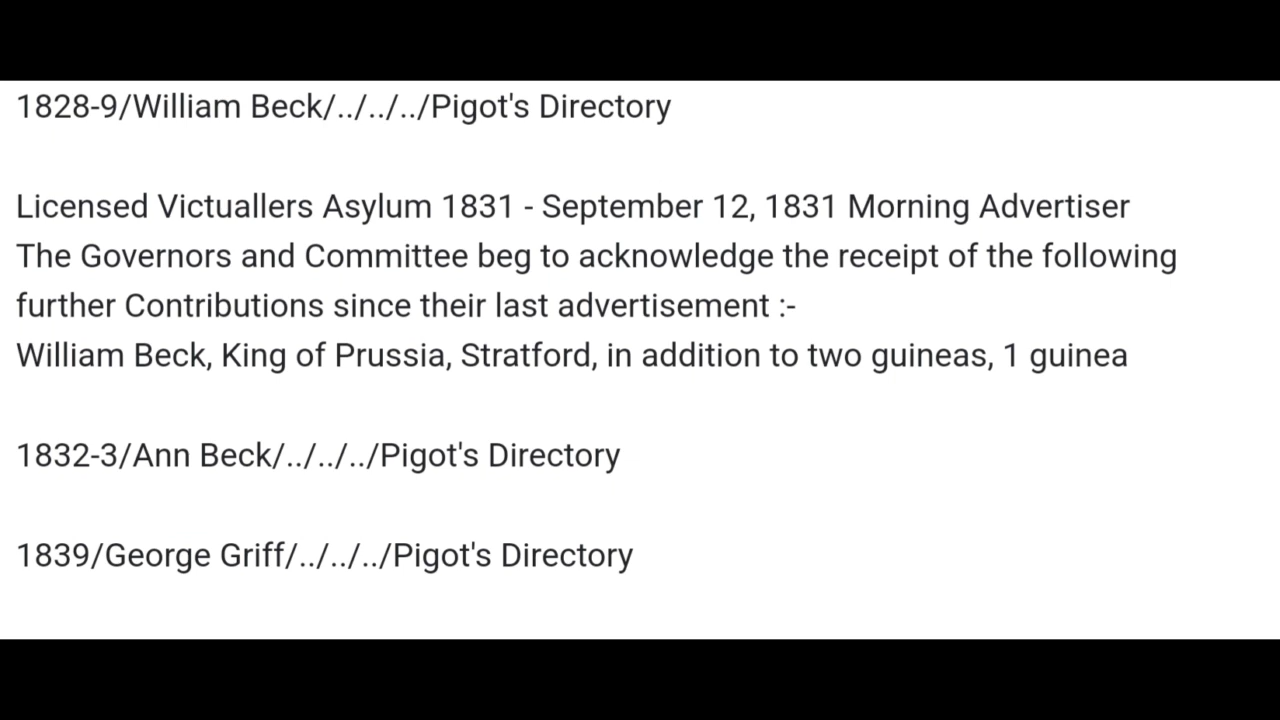 1828-9/William Beck/../../../Pigot's Directory
Licensed Victuallers Asylum 1831 - September 12, 1831 Morning Advertiser
The Governors and Committee beg to acknowledge the receipt of the following
further Contributions since their last advertisement :-
William Beck, King of Prussia, Stratford, in addition to two guineas, 1 guinea
1832-3/Ann Beck/../../../Pigot's Directory
1839/George Griff/../../../Pigot's Directory